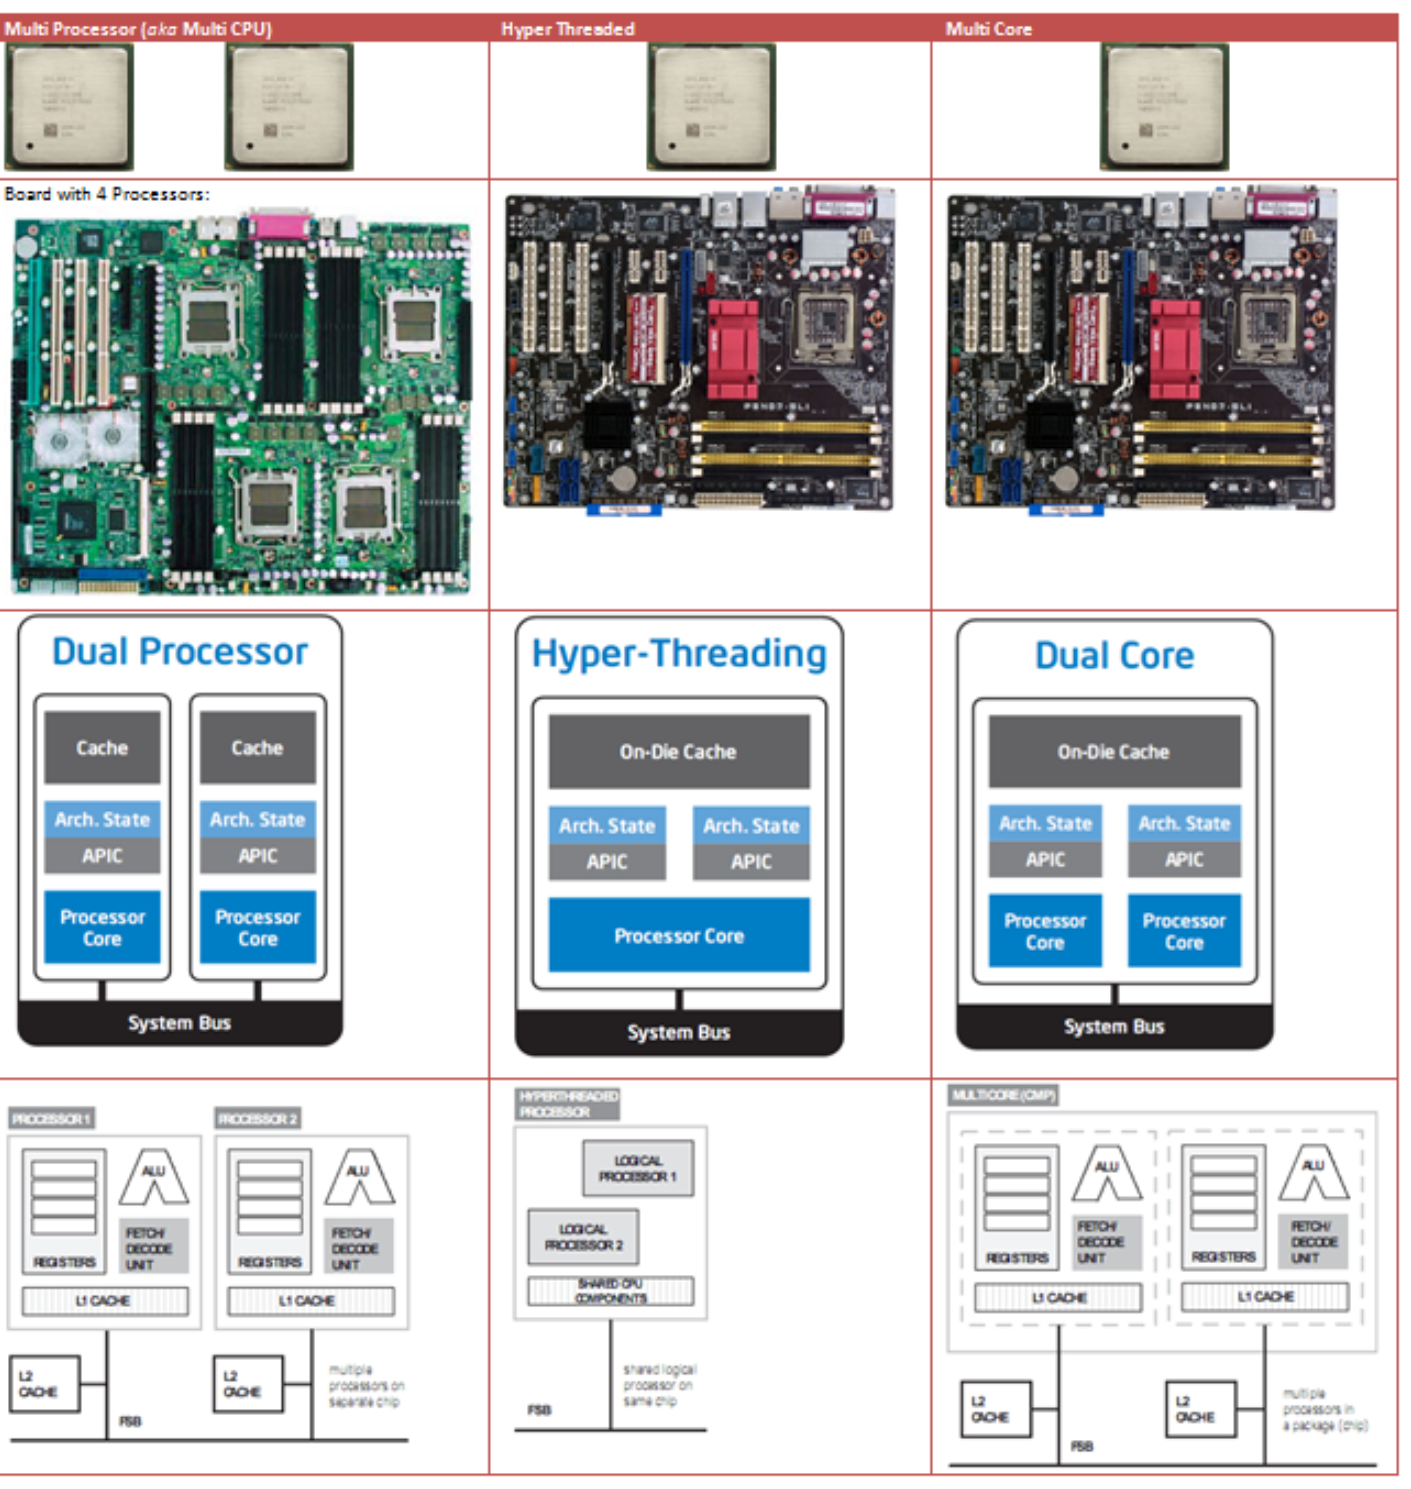 Multi Processor (aka Multi CPU)
Hyper Threaded
Multi Core
Board with 4 Processors:
Dual Processor
Cache
Cache
Arch. State
Arch. State
APIC
APIC
Processor
Core
Processor
Core
System Bus
Hyper-Threading
On-Die Cache
Arch. State
Arch. State
APIC
APIC
Processor Core
System Bus
Dual Core
On-Die Cache
Arch. State
Arch. State
APIC
APIC
Processor
Core
Processor
Core
System Bus
PROCESSOR 1
ALU
REGISTERS
FETCH/
DECODE
UNIT
L1 CACHE
L2
CACHE
PROCESSOR 2
ALU
REGISTERS
FETCH/
DECODE
UNIT
L1 CACHE
L2
CACHE
multiple
processors on
separate chip
FSB
HYPERTHREADED
PROCESSOR
LOGICAL
PROCESSOR 1
LOGICAL
PROCESSOR 2
SHARED CPU
COMPONENTS
shared logical
processor on
same chip
FSB
MULTICORE (CMP)
ALU
REGISTERS
FETCH/
DECODE
UNIT
L1 CACHE
L2
CACHE
ALU
REGISTERS
FETCH/
DECODE
UNIT
L1 CACHE
L2
CACHE
multiple
processors in
a package (chip)
FSB